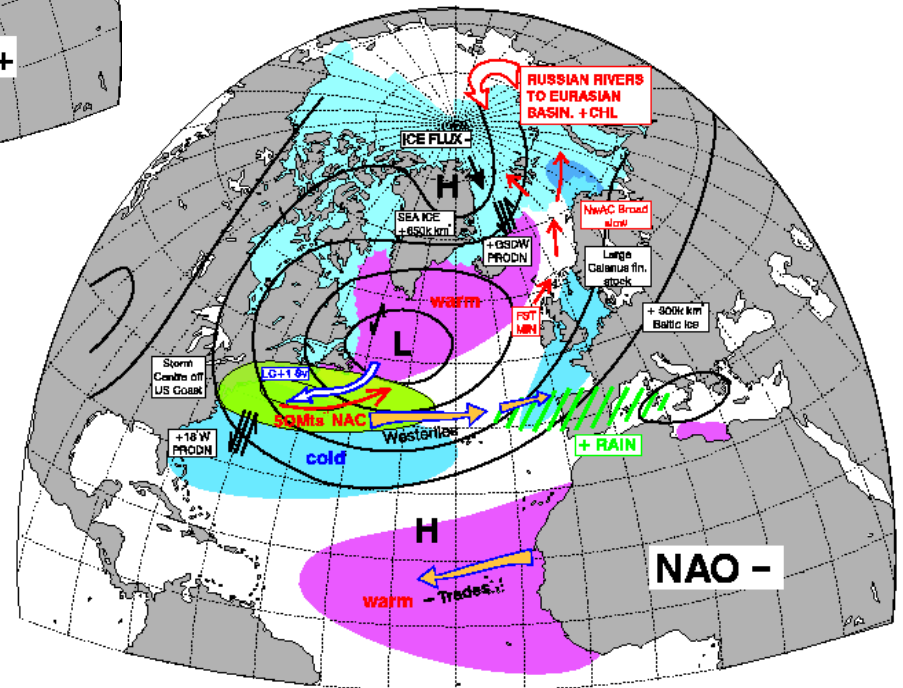 +
RUSSIAN RIVERS
TO EURASIAN
BASIN. +CHL
ICE FLUX -
H
SEA ICE
+650k km²
NwAC Broad
slow
+GSDW
PRODN
Large
Calanus fin.
stock
warm
FST
MIN
+ 300k km²
Baltic Ice
L
Storm
Centre off
US Coast
LC+1.8v
50Mts NAC
Westerlies
+18°W
PRODN
+ RAIN
cold
H
NAO -
warm
- Trades